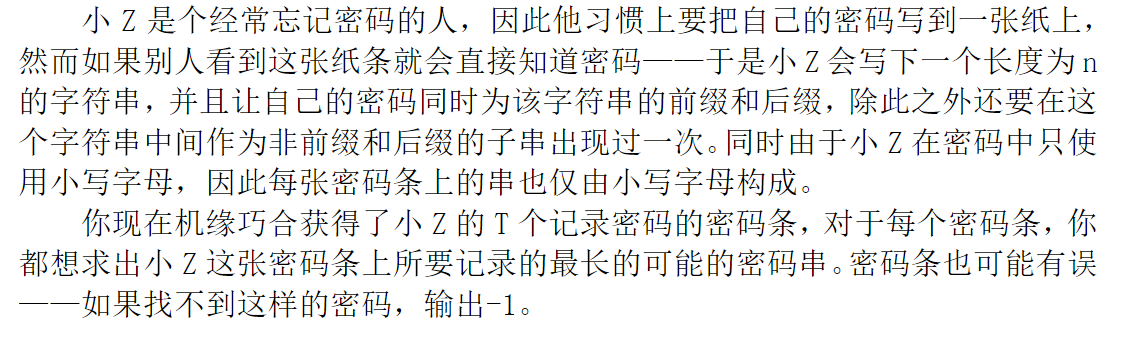 小 Z 是个经常忘记密码的人，因此他习惯上要把自己的密码写到一张纸上，
然而如果别人看到这张纸条就会直接知道密码——于是小 Z 会写下一个长度为 n
的字符串，并且让自己的密码同时为该字符串的前缀和后缀，除此之外还要在这
个字符串中间作为非前缀和后缀的子串出现过一次。同时由于小 Z 在密码中只使
用小写字母，因此每张密码条上的串也仅由小写字母构成。
你现在机缘巧合获得了小 Z 的 T 个记录密码的密码条，对于每个密码条，你
都想求出小 Z 这张密码条上所要记录的最长的可能的密码串。密码条也可能有误
——如果找不到这样的密码，输出-1。